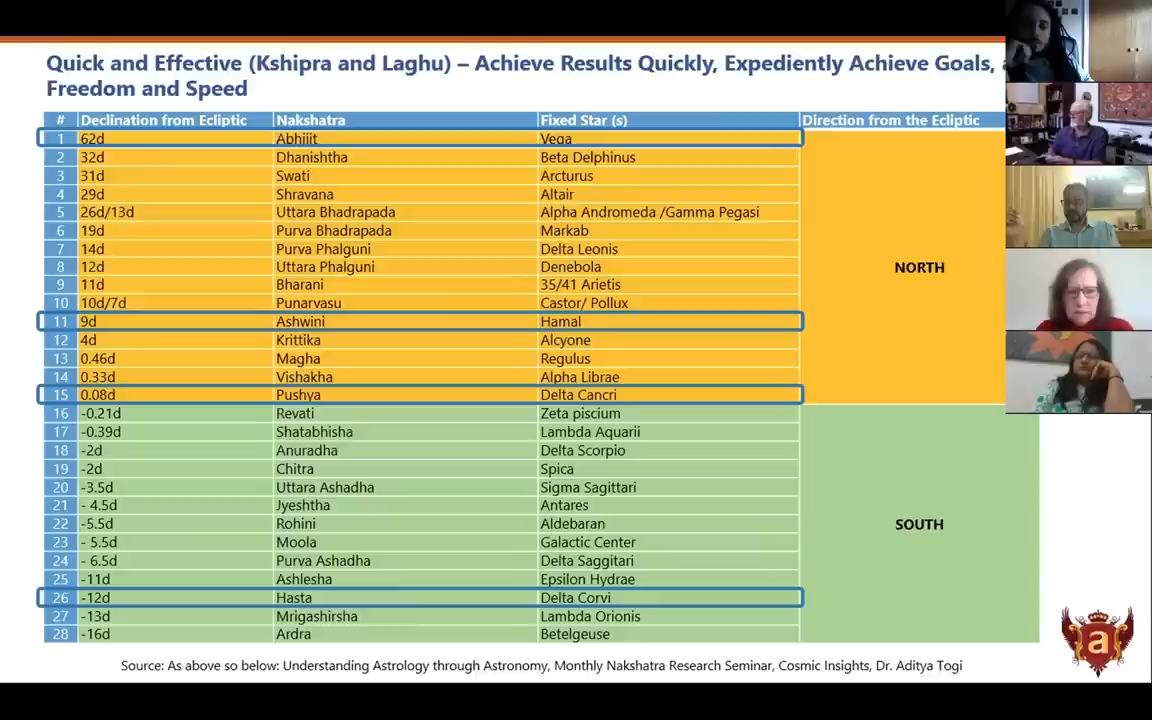 Quick and Effective (Kshipra and Laghu) – Achieve Results Quickly, Expediently Achieve Goals,
Freedom and Speed
# Declination from Ecliptic Nakshatra Fixed Star (s) Direction from the Ecliptic
1 62d Abhijit Vega
2 32d Dhanishtha Beta Delphinus
3 31d Swati Arcturus
4 29d Shravana Altair
5 26d/13d Uttara Bhadrapada Alpha Andromeda /Gamma Pegasi
6 19d Purva Bhadrapada Markab
7 14d Purva Phalguni Delta Leonis
8 12d Uttara Phalguni Denebola
NORTH
9 11d Bharani 35/41 Arietis
10 10d/7d Punarvasu Castor/ Pollux
11 9d Ashwini Hamal
12 4d Krittika Alcyone
13 0.46d Magha Regulus
14 0.33d Vishakha Alpha Librae
15 0.08d Pushya Delta Cancri
16 -0.21d Revati Zeta piscium
17 -0.39d Shatabhisha Lambda Aquarii
18 -2d Anuradha Delta Scorpio
19 -2d Chitra Spica
20 -3.5d Uttara Ashadha Sigma Sagittari
21 - 4.5d Jyeshtha Antares
22 -5.5d Rohini Aldebaran
SOUTH
23 - 5.5d Moola Galactic Center
24 - 6.5d Purva Ashadha Delta Saggitari
25 -11d Ashlesha Epsilon Hydrae
26 -12d Hasta Delta Corvi
27 -13d Mrigashirsha Lambda Orionis
28 -16d Ardra Betelgeuse
a
Source: As above so below: Understanding Astrology through Astronomy, Monthly Nakshatra Research Seminar, Cosmic Insights, Dr. Aditya Togi